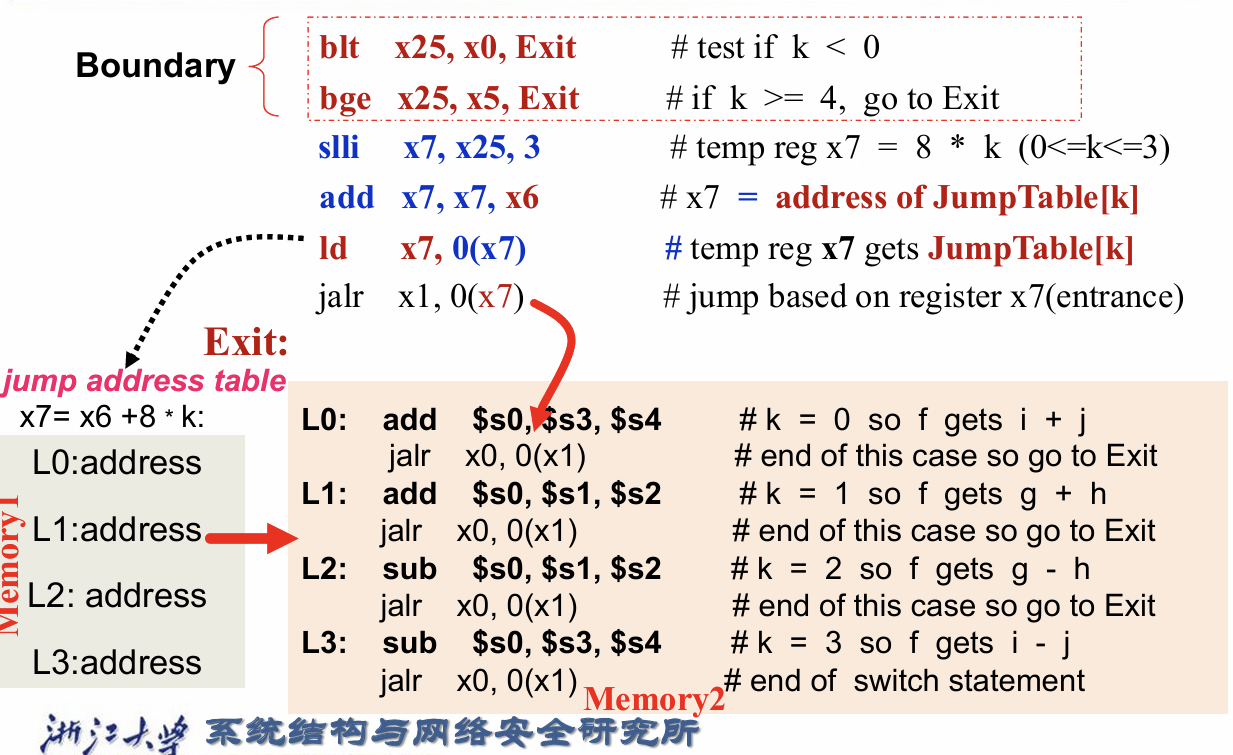 Boundary
blt x25, x0, Exit # test if k < 0
bge x25, x5, Exit # if k >= 4, go to Exit
slli x7, x25, 3 # temp reg x7 = 8 * k (0<=k<=3)
add x7, x7, x6 # x7 = address of JumpTable[k]
ld x7, 0(x7) # temp reg x7 gets JumpTable[k]
jalr x1, 0(x7) # jump based on register x7(entrance)
Exit:
jump address table
x7= x6 +8 * k:
L0:address
L1:address
L2: address
L3:address
Memory1
L0: add $s0, $s3, $s4 # k = 0 so f gets i + j
jalr x0, 0(x1) # end of this case so go to Exit
L1: add $s0, $s1, $s2 # k = 1 so f gets g + h
jalr x0, 0(x1) # end of this case so go to Exit
L2: sub $s0, $s1, $s2 # k = 2 so f gets g - h
jalr x0, 0(x1) # end of this case so go to Exit
L3: sub $s0, $s3, $s4 # k = 3 so f gets i - j
jalr x0, 0(x1) # end of switch statement
Memory2
浙江大学 系统结构与网络安全研究所